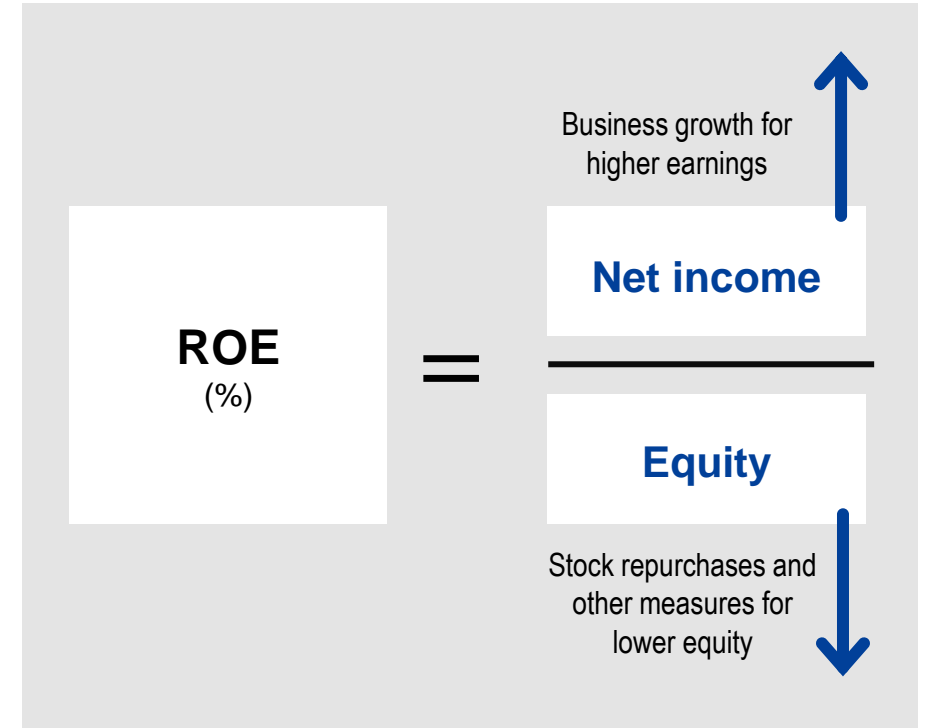 Business growth for
higher earnings
Net income
ROE
(%)
=
Equity
Stock repurchases and
other measures for
lower equity